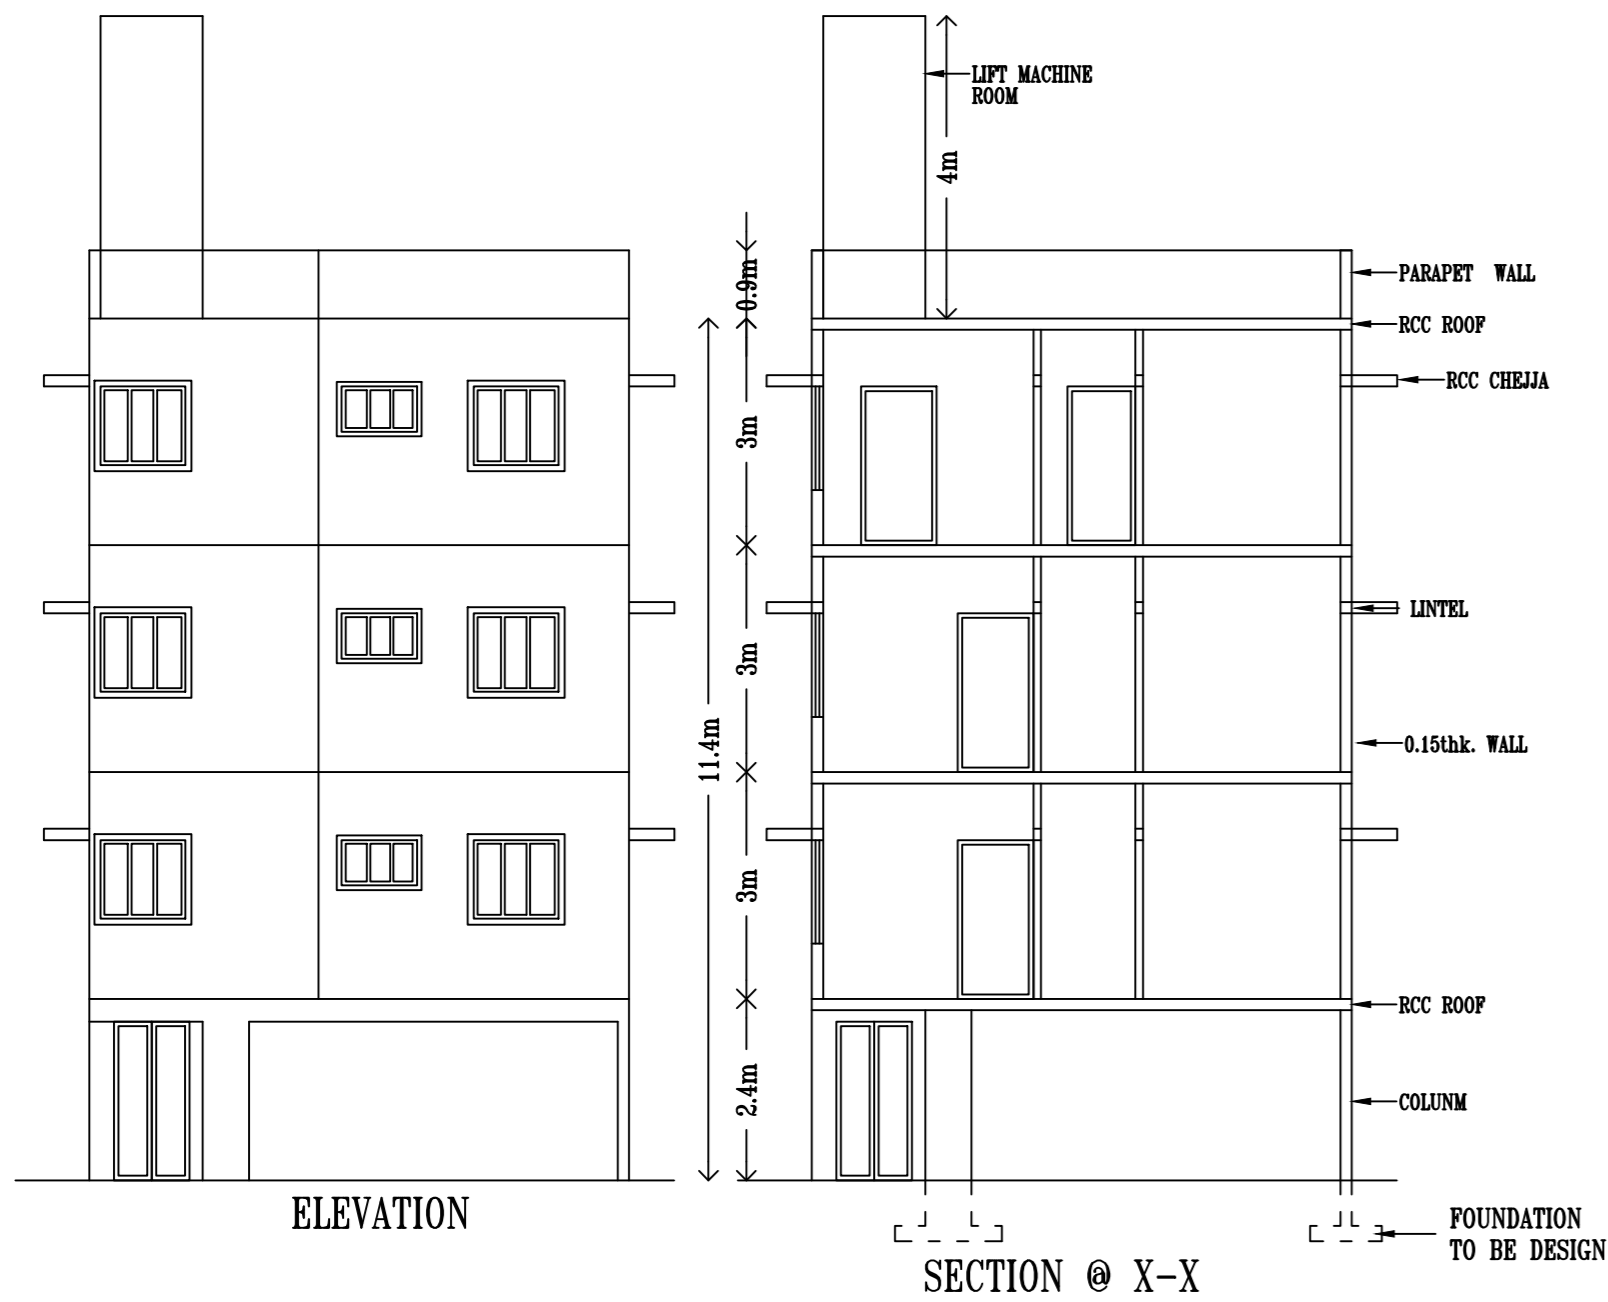 LIFT MACHINE
ROOM
4m
0.9m
PARAPET WALL
RCC ROOF
RCC CHEJJA
3m
3m
LINTEL
11.4m
0.15thk. WALL
3m
RCC ROOF
2.4m
COLUNM
ELEVATION
FOUNDATION
TO BE DESIGN
SECTION @ X-X